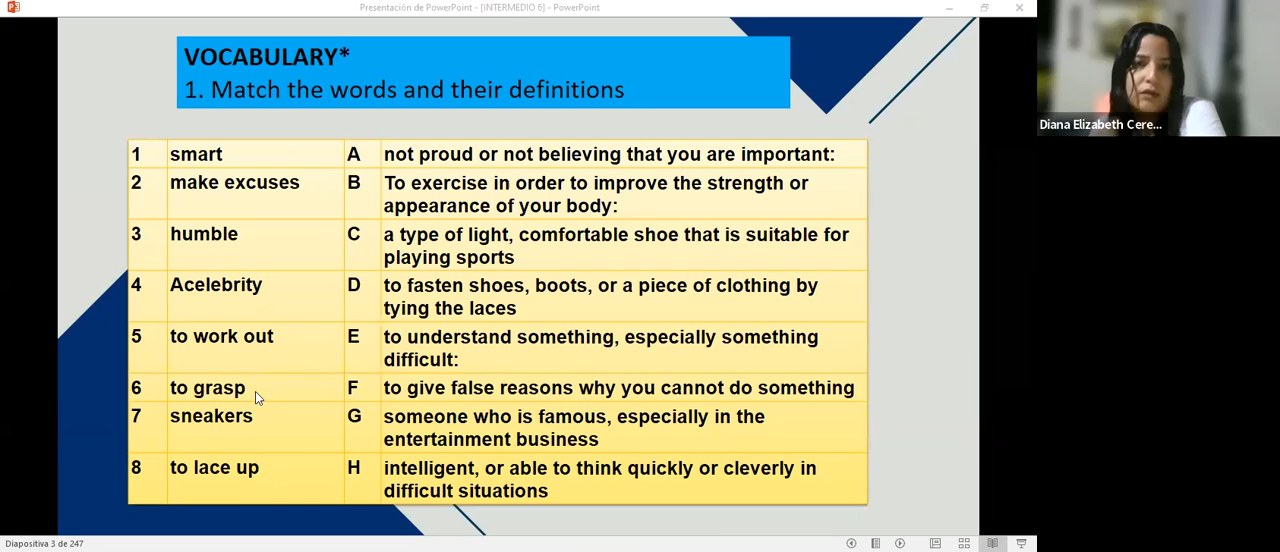 Presentación de PowerPoint - [INTERMEDIO 6] - PowerPoint
VOCABULARY*
1. Match the words and their definitions
1 smart A not proud or not believing that you are important:
2 make excuses B To exercise in order to improve the strength or
appearance of your body:
3 humble C a type of light, comfortable shoe that is suitable for
playing sports
4 Acelebrity D to fasten shoes, boots, or a piece of clothing by
tying the laces
5 to work out E to understand something, especially something
difficult:
6 to grasp F to give false reasons why you cannot do something
7 sneakers G someone who is famous, especially in the
entertainment business
8 to lace up H intelligent, or able to think quickly or cleverly in
difficult situations
Diana Elizabeth Cere...
Diapositiva 3 de 247